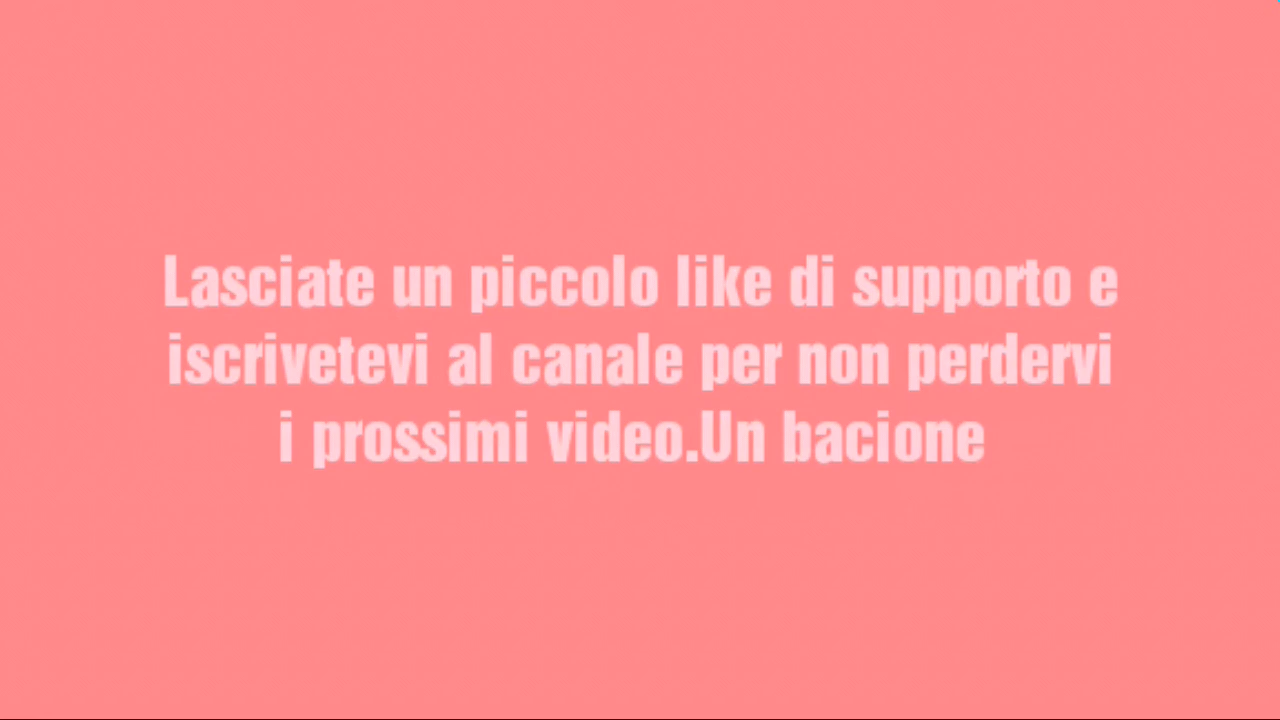 Lasciate un piccolo like di supporto e
iscrivetevi al canale per non perdervi
i prossimi video.Un bacione